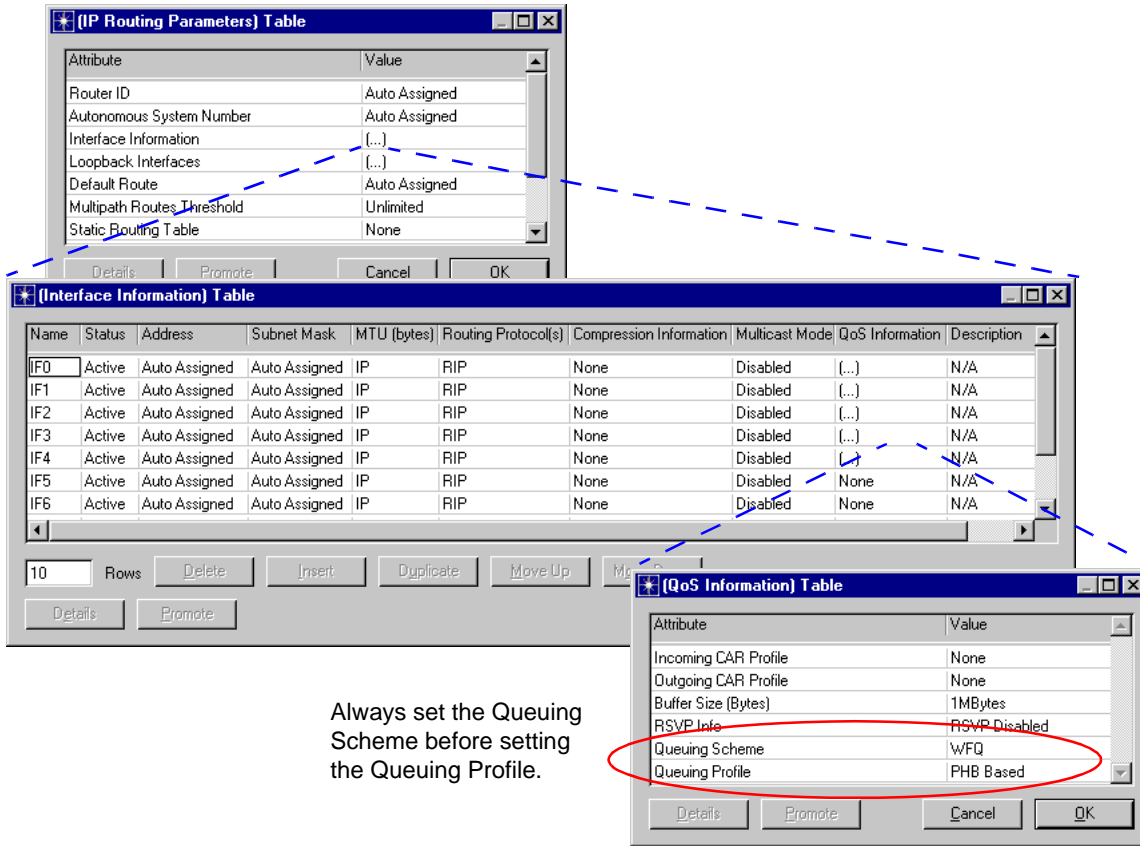 (IP Routing Parameters) Table
Attribute Value
Router ID Auto Assigned
Autonomous System Number Auto Assigned
Interface Information (...)
Loopback Interfaces (...)
Default Route Auto Assigned
Multipath Routes Threshold Unlimited
Static Routing Table None
Details Promote Cancel OK
(Interface Information) Table
Name Status Address Subnet Mask MTU (bytes) Routing Protocol(s) Compression Information Multicast Mode QoS Information Description
IF0 Active Auto Assigned Auto Assigned IP RIP None Disabled (...) N/A
IF1 Active Auto Assigned Auto Assigned IP RIP None Disabled (...) N/A
IF2 Active Auto Assigned Auto Assigned IP RIP None Disabled (...) N/A
IF3 Active Auto Assigned Auto Assigned IP RIP None Disabled (...) N/A
IF4 Active Auto Assigned Auto Assigned IP RIP None Disabled (...) N/A
IF5 Active Auto Assigned Auto Assigned IP RIP None Disabled None N/A
IF6 Active Auto Assigned Auto Assigned IP RIP None Disabled None N/A
10 Rows Delete Insert Duplicate Move Up
Details Promote
(QoS Information) Table
Attribute Value
Incoming CAR Profile None
Outgoing CAR Profile None
Buffer Size (Bytes) 1MBytes
RSVP Info RSVP Disabled
Queuing Scheme WFQ
Queuing Profile PHB Based
Details Promote Cancel OK
Always set the Queuing
Scheme before setting
the Queuing Profile.